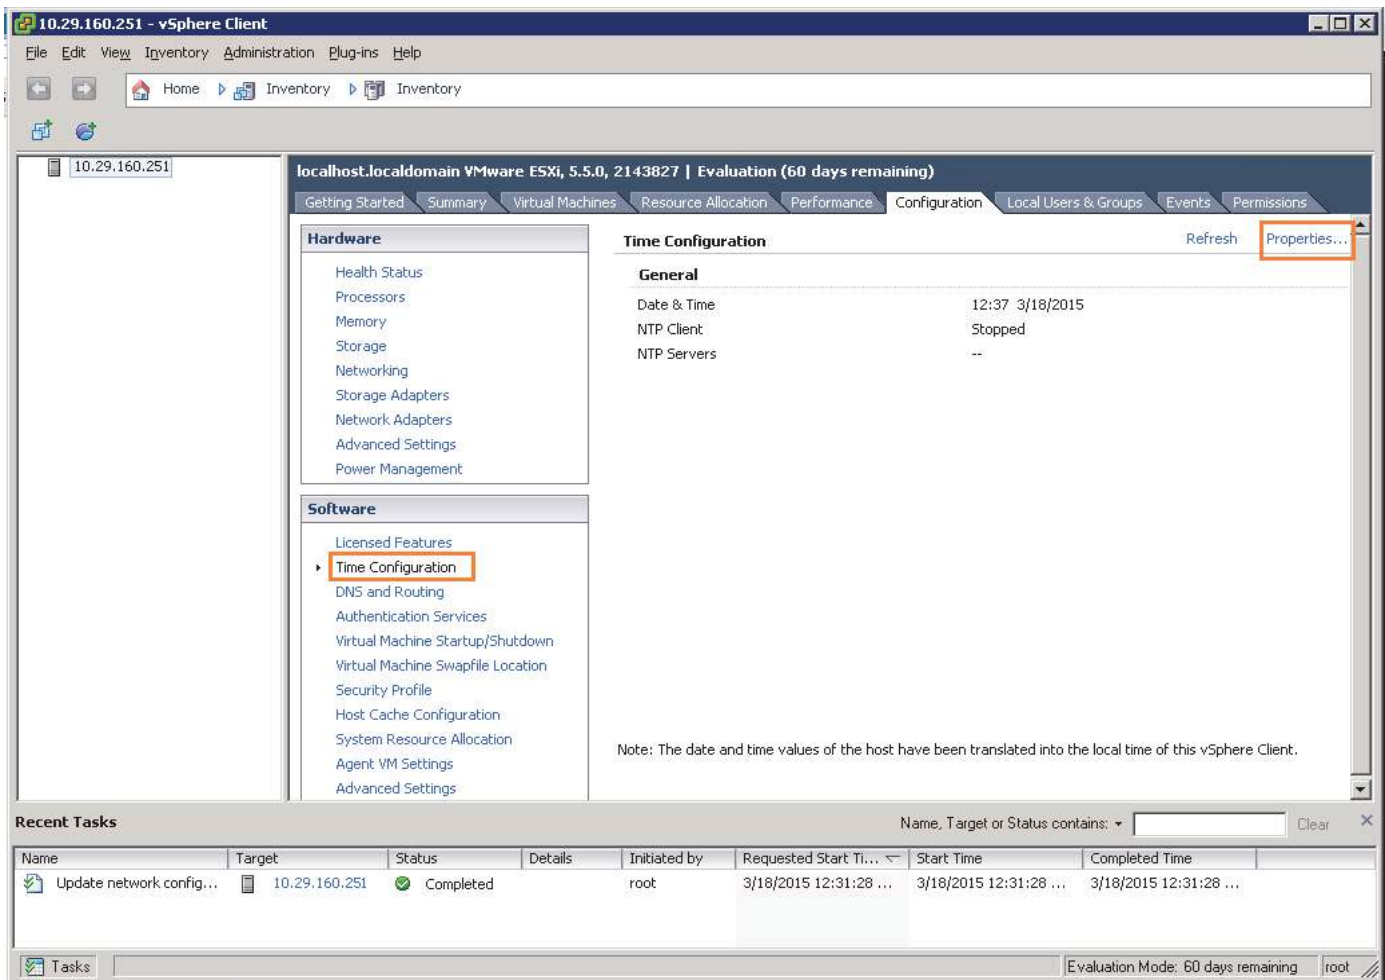 10.29.160.251 - vSphere Client
File Edit View Inventory Administration Plug-ins Help
Home Inventory Inventory
10.29.160.251
localhost.localdomain VMware ESXi, 5.5.0, 2143827 | Evaluation (60 days remaining)
Getting Started Summary Virtual Machines Resource Allocation Performance Configuration Local Users & Groups Events Permissions
Hardware
Health Status
Processors
Memory
Storage
Networking
Storage Adapters
Network Adapters
Advanced Settings
Power Management
Software
Licensed Features
Time Configuration
DNS and Routing
Authentication Services
Virtual Machine Startup/Shutdown
Virtual Machine Swapfile Location
Security Profile
Host Cache Configuration
System Resource Allocation
Agent VM Settings
Advanced Settings
Time Configuration Refresh Properties...
General
Date & Time 12:37 3/18/2015
NTP Client Stopped
NTP Servers --
Note: The date and time values of the host have been translated into the local time of this vSphere Client.
Recent Tasks Name, Target or Status contains: Clear
Name Target Status Details Initiated by Requested Start Ti... Start Time Completed Time
Update network config... 10.29.160.251 Completed root 3/18/2015 12:31:28 ... 3/18/2015 12:31:28 ... 3/18/2015 12:31:28 ...
Tasks Evaluation Mode: 60 days remaining root